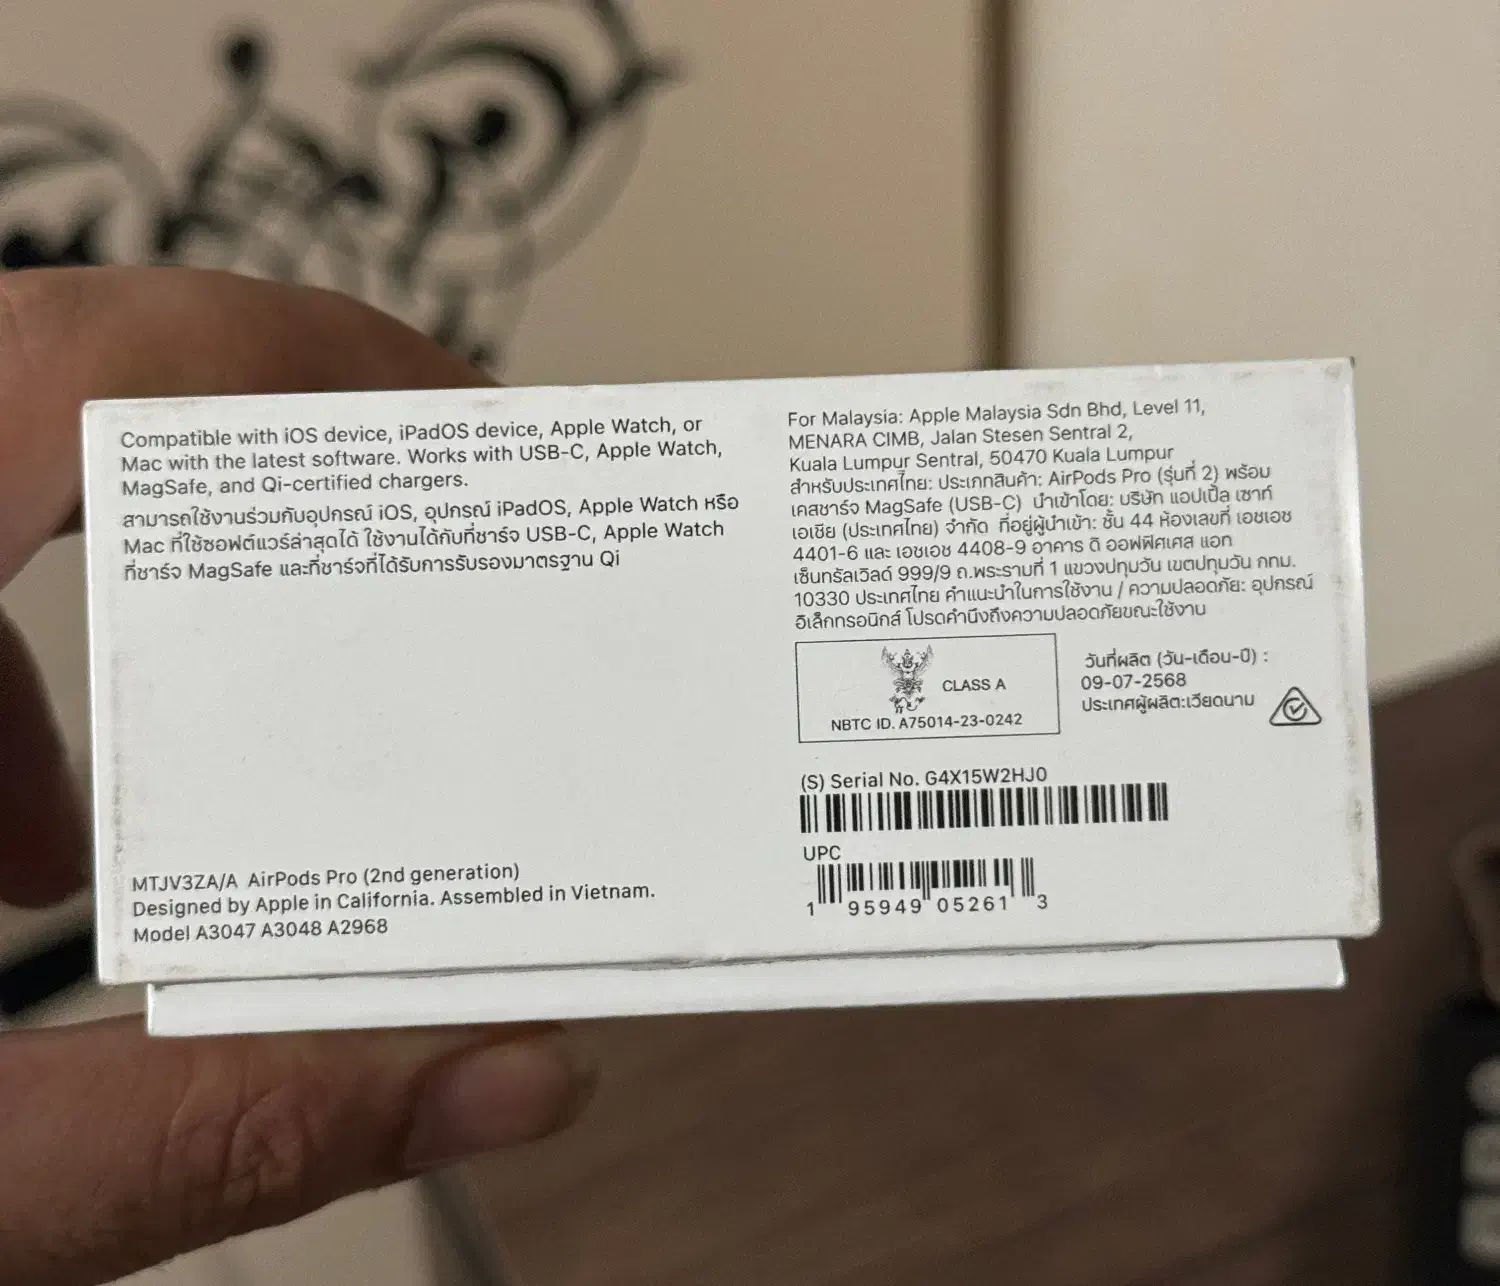 Compatible with iOS device, iPadOS device, Apple Watch, or
Mac with the latest software. Works with USB-C, Apple Watch,
MagSafe, and Qi-certified chargers.
สามารถใช้งานร่วมกับอุปกรณ์ iOS, อุปกรณ์ iPadOS, Apple Watch หรือ
Mac ที่ใช้ซอฟต์แวร์ล่าสุดได้ ใช้งานได้กับที่ชาร์จ USB-C, Apple Watch
ที่ชาร์จ MagSafe และที่ชาร์จที่ได้รับการรับรองมาตรฐาน Qi
MTJV3ZA/A AirPods Pro (2nd generation)
Designed by Apple in California. Assembled in Vietnam.
Model A3047 A3048 A2968
For Malaysia: Apple Malaysia Sdn Bhd, Level 11,
MENARA CIMB, Jalan Stesen Sentral 2,
Kuala Lumpur Sentral, 50470 Kuala Lumpur
สำหรับประเทศไทย: ประเภทสินค้า: AirPods Pro (รุ่นที่ 2) พร้อม
เคสชาร์จ MagSafe (USB-C) นำเข้าโดย: บริษัท แอปเปิ้ล เซาท์
เอเชีย (ประเทศไทย) จำกัด ที่อยู่ผู้นำเข้า: ชั้น 44 ห้องเลขที่ เอชเอช
4401-6 และ เอชเอช 4408-9 อาคาร ดิ ออฟฟิศเศส แอท
เซ็นทรัลเวิลด์ 999/9 ถ.พระรามที่ 1 แขวงปทุมวัน เขตปทุมวัน กทม.
10330 ประเทศไทย คำแนะนำในการใช้งาน / ความปลอดภัย: อุปกรณ์
อิเล็กทรอนิกส์ โปรดคำนึงถึงความปลอดภัยขณะใช้งาน
CLASS A
NBTC ID. A75014-23-0242
วันที่ผลิต (วัน-เดือน-ปี) :
09-07-2568
ประเทศผู้ผลิต:เวียดนาม
(S) Serial No. G4X15W2HJ0
UPC
1 95949 05261 3